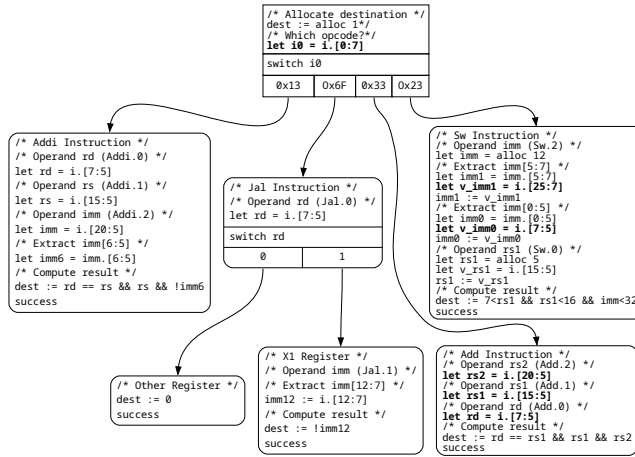 /* Allocate destination */
dest := alloc 1*/
/* Which opcode?*/
let i0 = i.[0:7]
switch i0
0x13
0x6F
0x33
0x23
/* Addi Instruction */
/* Operand rd (Addi.0)
let rd = i.[7:5]
/* Operand rs (Addi.1)
let rs = i.[15:5]
/* Operand imm (Addi.2)
let imm = i.[20:5]
/* Extract imm[6:5] */
let imm6 = imm.[6:5]
/* Compute result */
dest := rd == rs && rs && !imm6
success
/* Jal Instruction */
/* Operand rd (Jal.0) */
let rd = i.[7:5]
switch rd
0
1
/* Sw Instruction */
/* Operand imm (Sw.2)
let imm = alloc 12
/* Extract imm[5:7] */
let imm1 = imm.[5:7]
let v_imm1 = i.[25:7]
imm1 := v_imm1
/* Extract imm[0:5] */
let imm0 = imm.[0:5]
let v_imm0 = i.[7:5]
imm0 := v_imm0
/* Operand rs1 (Sw.0)
let rs1 = alloc 5
let v_rs1 = i.[15:5]
rs1 := v_rs1
/* Compute result */
dest := 7<rs1 && rs1<16 && imm<32
success
/* Other Register */
dest := 0
success
/* X1 Register */
/* Operand imm (Jal.1)
/* Extract imm[12:7] */
imm12 := i.[12:7]
/* Compute result */
dest := !imm12
success
/* Add Instruction */
/* Operand rs2 (Add.2)
let rs2 = i.[20:5]
/* Operand rs1 (Add.1)
let rs1 = i.[15:5]
/* Operand rd (Add.0)
let rd = i.[7:5]
/* Compute result */
dest := rd == rs1 && rs1 && rs2
success